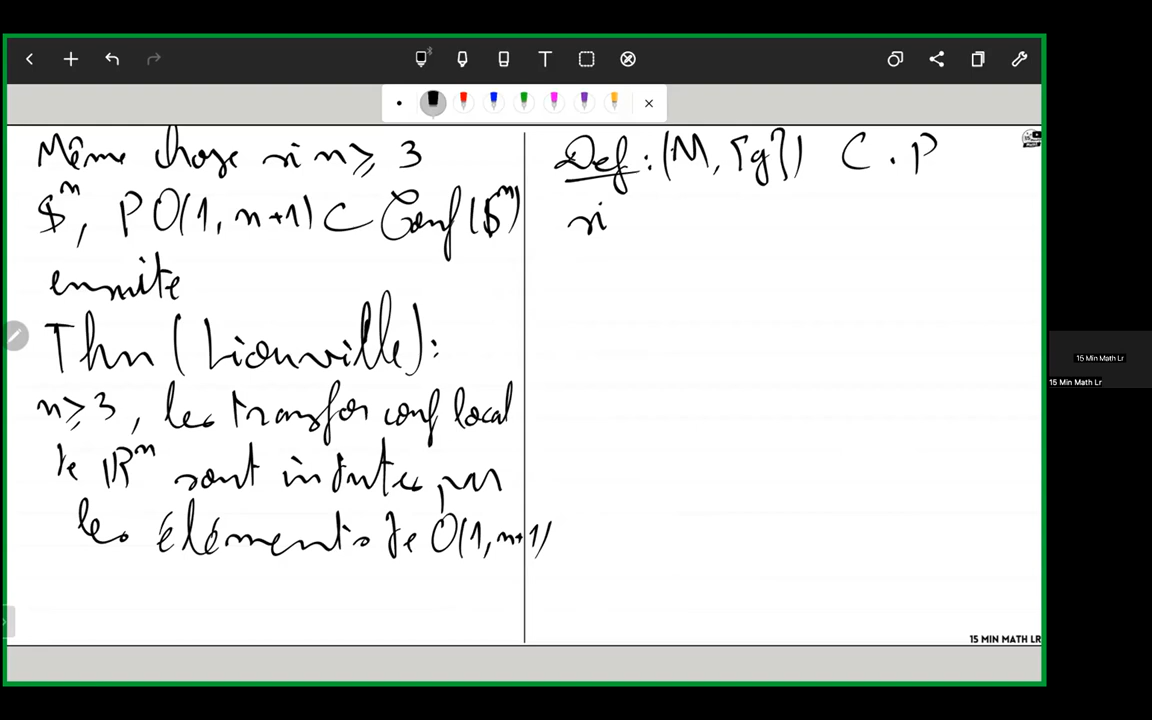 Même chose si n ≥ 3
$ⁿ, PO(1, n+1) ⊂ Conf($ⁿ)
ensuite
Thm (Liouville):
n ≥ 3, les transfor conf local
de ℝⁿ sont induites par
les éléments de O(1, n+1)
Def: (M, [g]) C.P
si
15 MIN MATH LR
15 Min Math Lr
15 Min Math Lr